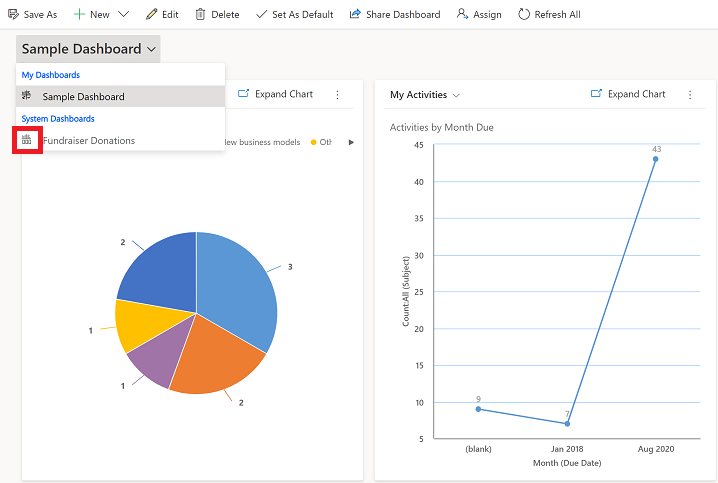 Save As New Edit Delete Set As Default Share Dashboard Assign Refresh All
Sample Dashboard
My Dashboards
Sample Dashboard
System Dashboards
Fundraiser Donations
Expand Chart
new business models Oth
2
3
1
1
2
My Activities Expand Chart
Activities by Month Due
Count:All (Subject)
45
40
35
30
25
20
15
10
5
9
7
43
(blank) Jan 2018 Aug 2020
Month (Due Date)